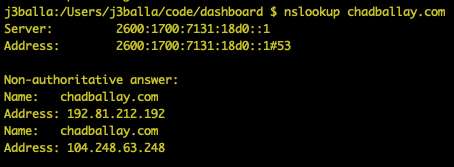 j3balla:/Users/j3balla/code/dashboard $ nslookup chadballay.com
Server: 2600:1700:7131:18d0::1
Address: 2600:1700:7131:18d0::1#53
Non-authoritative answer:
Name: chadballay.com
Address: 192.81.212.192
Name: chadballay.com
Address: 104.248.63.248